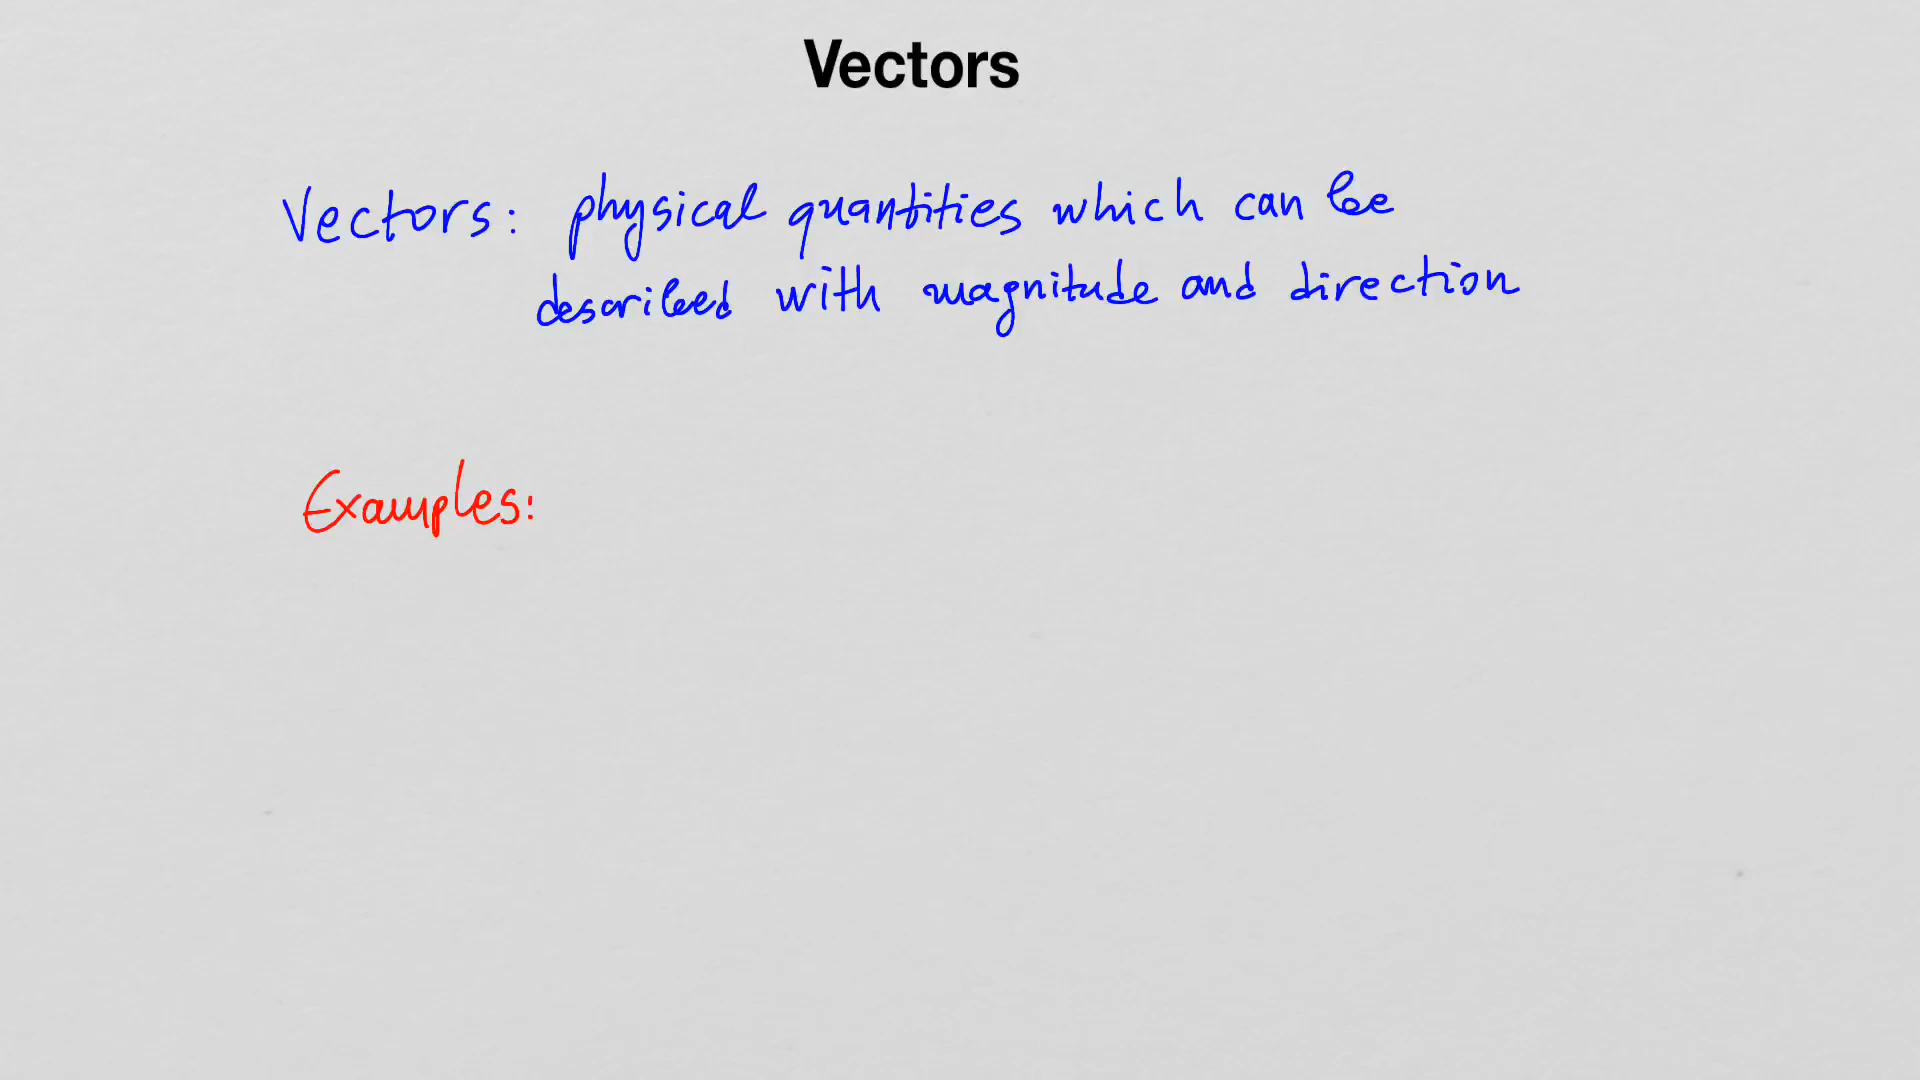 Vectors
Vectors: physical quantities which can be
described with magnitude and direction
Examples: